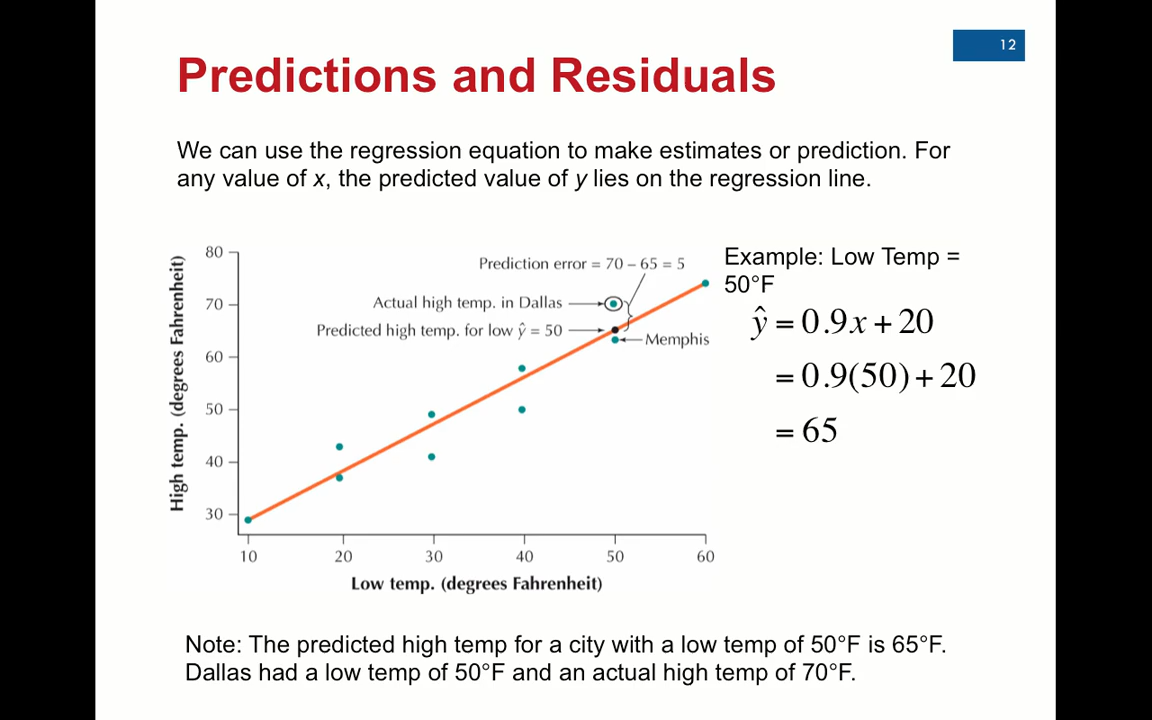 12
Predictions and Residuals
We can use the regression equation to make estimates or prediction. For
any value of x, the predicted value of y lies on the regression line.
High temp. (degrees Fahrenheit)
80
70
60
50
40
30
Prediction error = 70 – 65 = 5
Actual high temp. in Dallas
Predicted high temp. for low ŷ = 50
Memphis
10 20 30 40 50 60
Low temp. (degrees Fahrenheit)
Example: Low Temp =
50°F
ŷ = 0.9x + 20
= 0.9(50) + 20
= 65
Note: The predicted high temp for a city with a low temp of 50°F is 65°F.
Dallas had a low temp of 50°F and an actual high temp of 70°F.